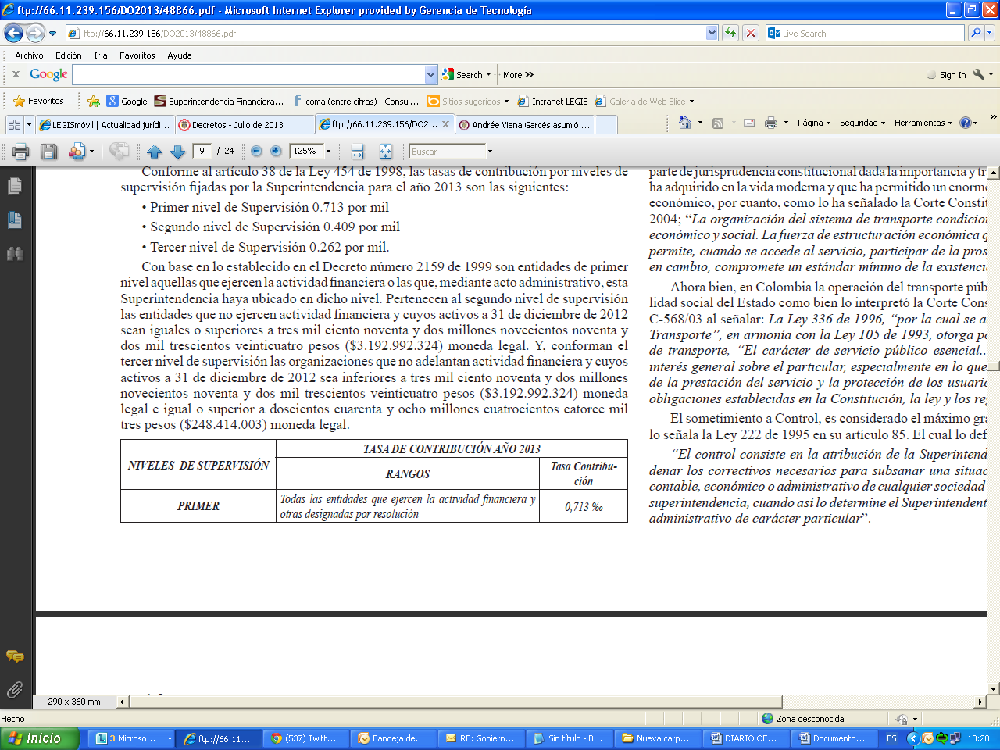 ftp://66.11.239.156/DO2013/48866.pdf - Microsoft Internet Explorer provided by Gerencia de Tecnología
ftp://66.11.239.156/DO2013/48866.pdf
Live Search
Archivo Edición Ir a Favoritos Ayuda
x Google Search More >> Sign In
Favoritos Google Superintendencia Financiera... coma (entre cifras) - Consul... Sitios sugeridos Intranet LEGIS Galería de Web Slice
LEGISmóvil | Actualidad jurídi... Decretos - Julio de 2013 ftp://66.11.239.156/DO2... Andrée Viana Garcés asumió ... Página Seguridad Herramientas
9 / 24 125% Buscar
Conforme al artículo 38 de la Ley 454 de 1998, las tasas de contribución por niveles de
supervisión fijadas por la Superintendencia para el año 2013 son las siguientes:
• Primer nivel de Supervisión 0.713 por mil
• Segundo nivel de Supervisión 0.409 por mil
• Tercer nivel de Supervisión 0.262 por mil.
Con base en lo establecido en el Decreto número 2159 de 1999 son entidades de primer
nivel aquellas que ejercen la actividad financiera o las que, mediante acto administrativo, esta
Superintendencia haya ubicado en dicho nivel. Pertenecen al segundo nivel de supervisión
las entidades que no ejercen actividad financiera y cuyos activos a 31 de diciembre de 2012
sean iguales o superiores a tres mil ciento noventa y dos millones novecientos noventa y
dos mil trescientos veinticuatro pesos ($3.192.992.324) moneda legal. Y, conforman el
tercer nivel de supervisión las organizaciones que no adelantan actividad financiera y cuyos
activos a 31 de diciembre de 2012 sea inferiores a tres mil ciento noventa y dos millones
novecientos noventa y dos mil trescientos veinticuatro pesos ($3.192.992.324) moneda
legal e igual o superior a doscientos cuarenta y ocho millones cuatrocientos catorce mil
tres pesos ($248.414.003) moneda legal.
NIVELES DE SUPERVISIÓN
TASA DE CONTRIBUCIÓN AÑO 2013
RANGOS
Tasa Contribu-
ción
PRIMER
Todas las entidades que ejercen la actividad financiera y
otras designadas por resolución
0,713 ‰
parte de jurisprudencia constitucional dada la importancia y tr
ha adquirido en la vida moderna y que ha permitido un enorm
económico, por cuanto, como lo ha señalado la Corte Constit
2004; “La organización del sistema de transporte condicio
económico y social. La fuerza de estructuración económica q
permite, cuando se accede al servicio, participar de la pros
en cambio, compromete un estándar mínimo de la existenci
Ahora bien, en Colombia la operación del transporte púb
lidad social del Estado como bien lo interpretó la Corte Cons
C-568/03 al señalar: La Ley 336 de 1996, “por la cual se a
Transporte”, en armonía con la Ley 105 de 1993, otorga pe
de transporte, “El carácter de servicio público esencial..
interés general sobre el particular, especialmente en lo que
de la prestación del servicio y la protección de los usuari
obligaciones establecidas en la Constitución, la ley y los reg
El sometimiento a Control, es considerado el máximo gra
lo señala la Ley 222 de 1995 en su artículo 85. El cual lo def
“El control consiste en la atribución de la Superintend
denar los correctivos necesarios para subsanar una situac
contable, económico o administrativo de cualquier sociedad
superintendencia, cuando así lo determine el Superintendent
administrativo de carácter particular”.
290 x 360 mm
Hecho Zona desconocida
Inicio 3 Microso... ftp://66.11... (537) Twitt... Bandeja de... RE: Gobiern... Sin título - B... Nueva carp... DIARIO OF... Documento... ES 10:28